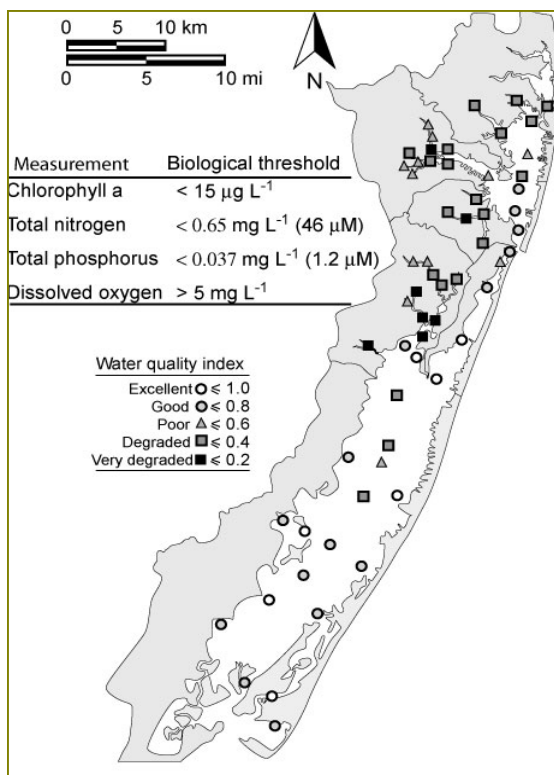 0 5 10 km
0 5 10 mi
N
Measurement Biological threshold
Chlorophyll a < 15 µg L⁻¹
Total nitrogen < 0.65 mg L⁻¹ (46 µM)
Total phosphorus < 0.037 mg L⁻¹ (1.2 µM)
Dissolved oxygen > 5 mg L⁻¹
Water quality index
Excellent ⩽ 1.0
Good ⩽ 0.8
Poor ⩽ 0.6
Degraded ⩽ 0.4
Very degraded ⩽ 0.2